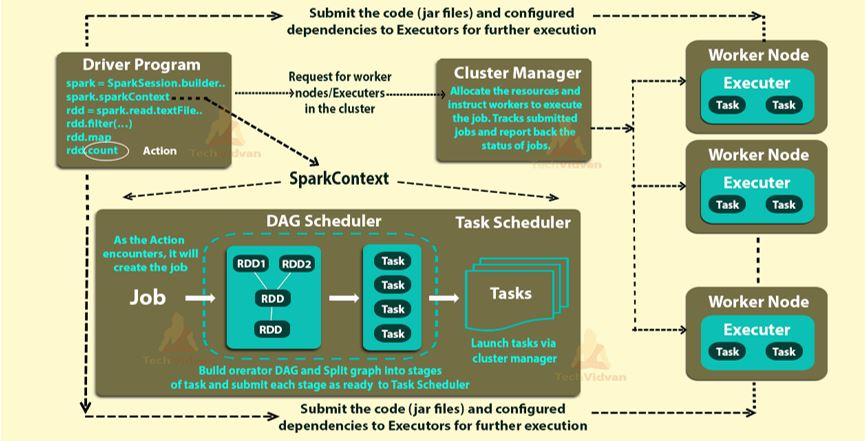 Submit the code (jar files) and configured
dependencies to Executors for further execution
Driver Program
spark = SparkSession.builder..
spark.sparkContext
rdd = spark.read.textFile..
rdd.filter(...)
rdd.map
rdd.count
Action
TechVidvan
Request for worker
nodes/Executers
in the cluster
Cluster Manager
Allocate the resources and
instruct workers to execute
the job. Tracks submitted
jobs and report back the
status of jobs.
TechVidvan
Worker Node
Executer
Task
Task
Worker Node
Executer
Task
Task
Worker Node
Executer
Task
Task
SparkContext
DAG Scheduler
Task Scheduler
As the Action
encounters, it will
create the job
Job
RDD1
RDD2
RDD
RDD
Task
Task
Task
Task
Tasks
Launch tasks via
cluster manager
TechVidvan
TechVidvan
Build orerator DAG and Split graph into stages
of task and submit each stage as ready to Task Scheduler
Submit the code (jar files) and configured
dependencies to Executors for further execution